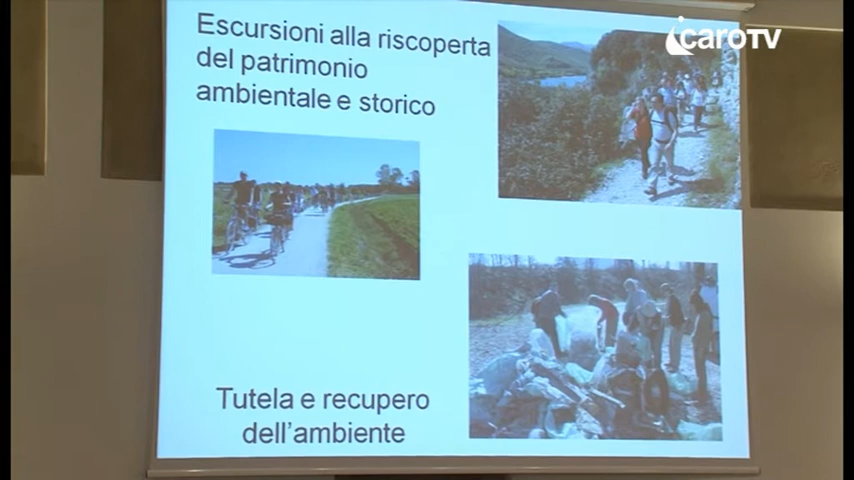 Escursioni alla riscoperta
del patrimonio
ambientale e storico
icaroTV
Tutela e recupero
dell'ambiente